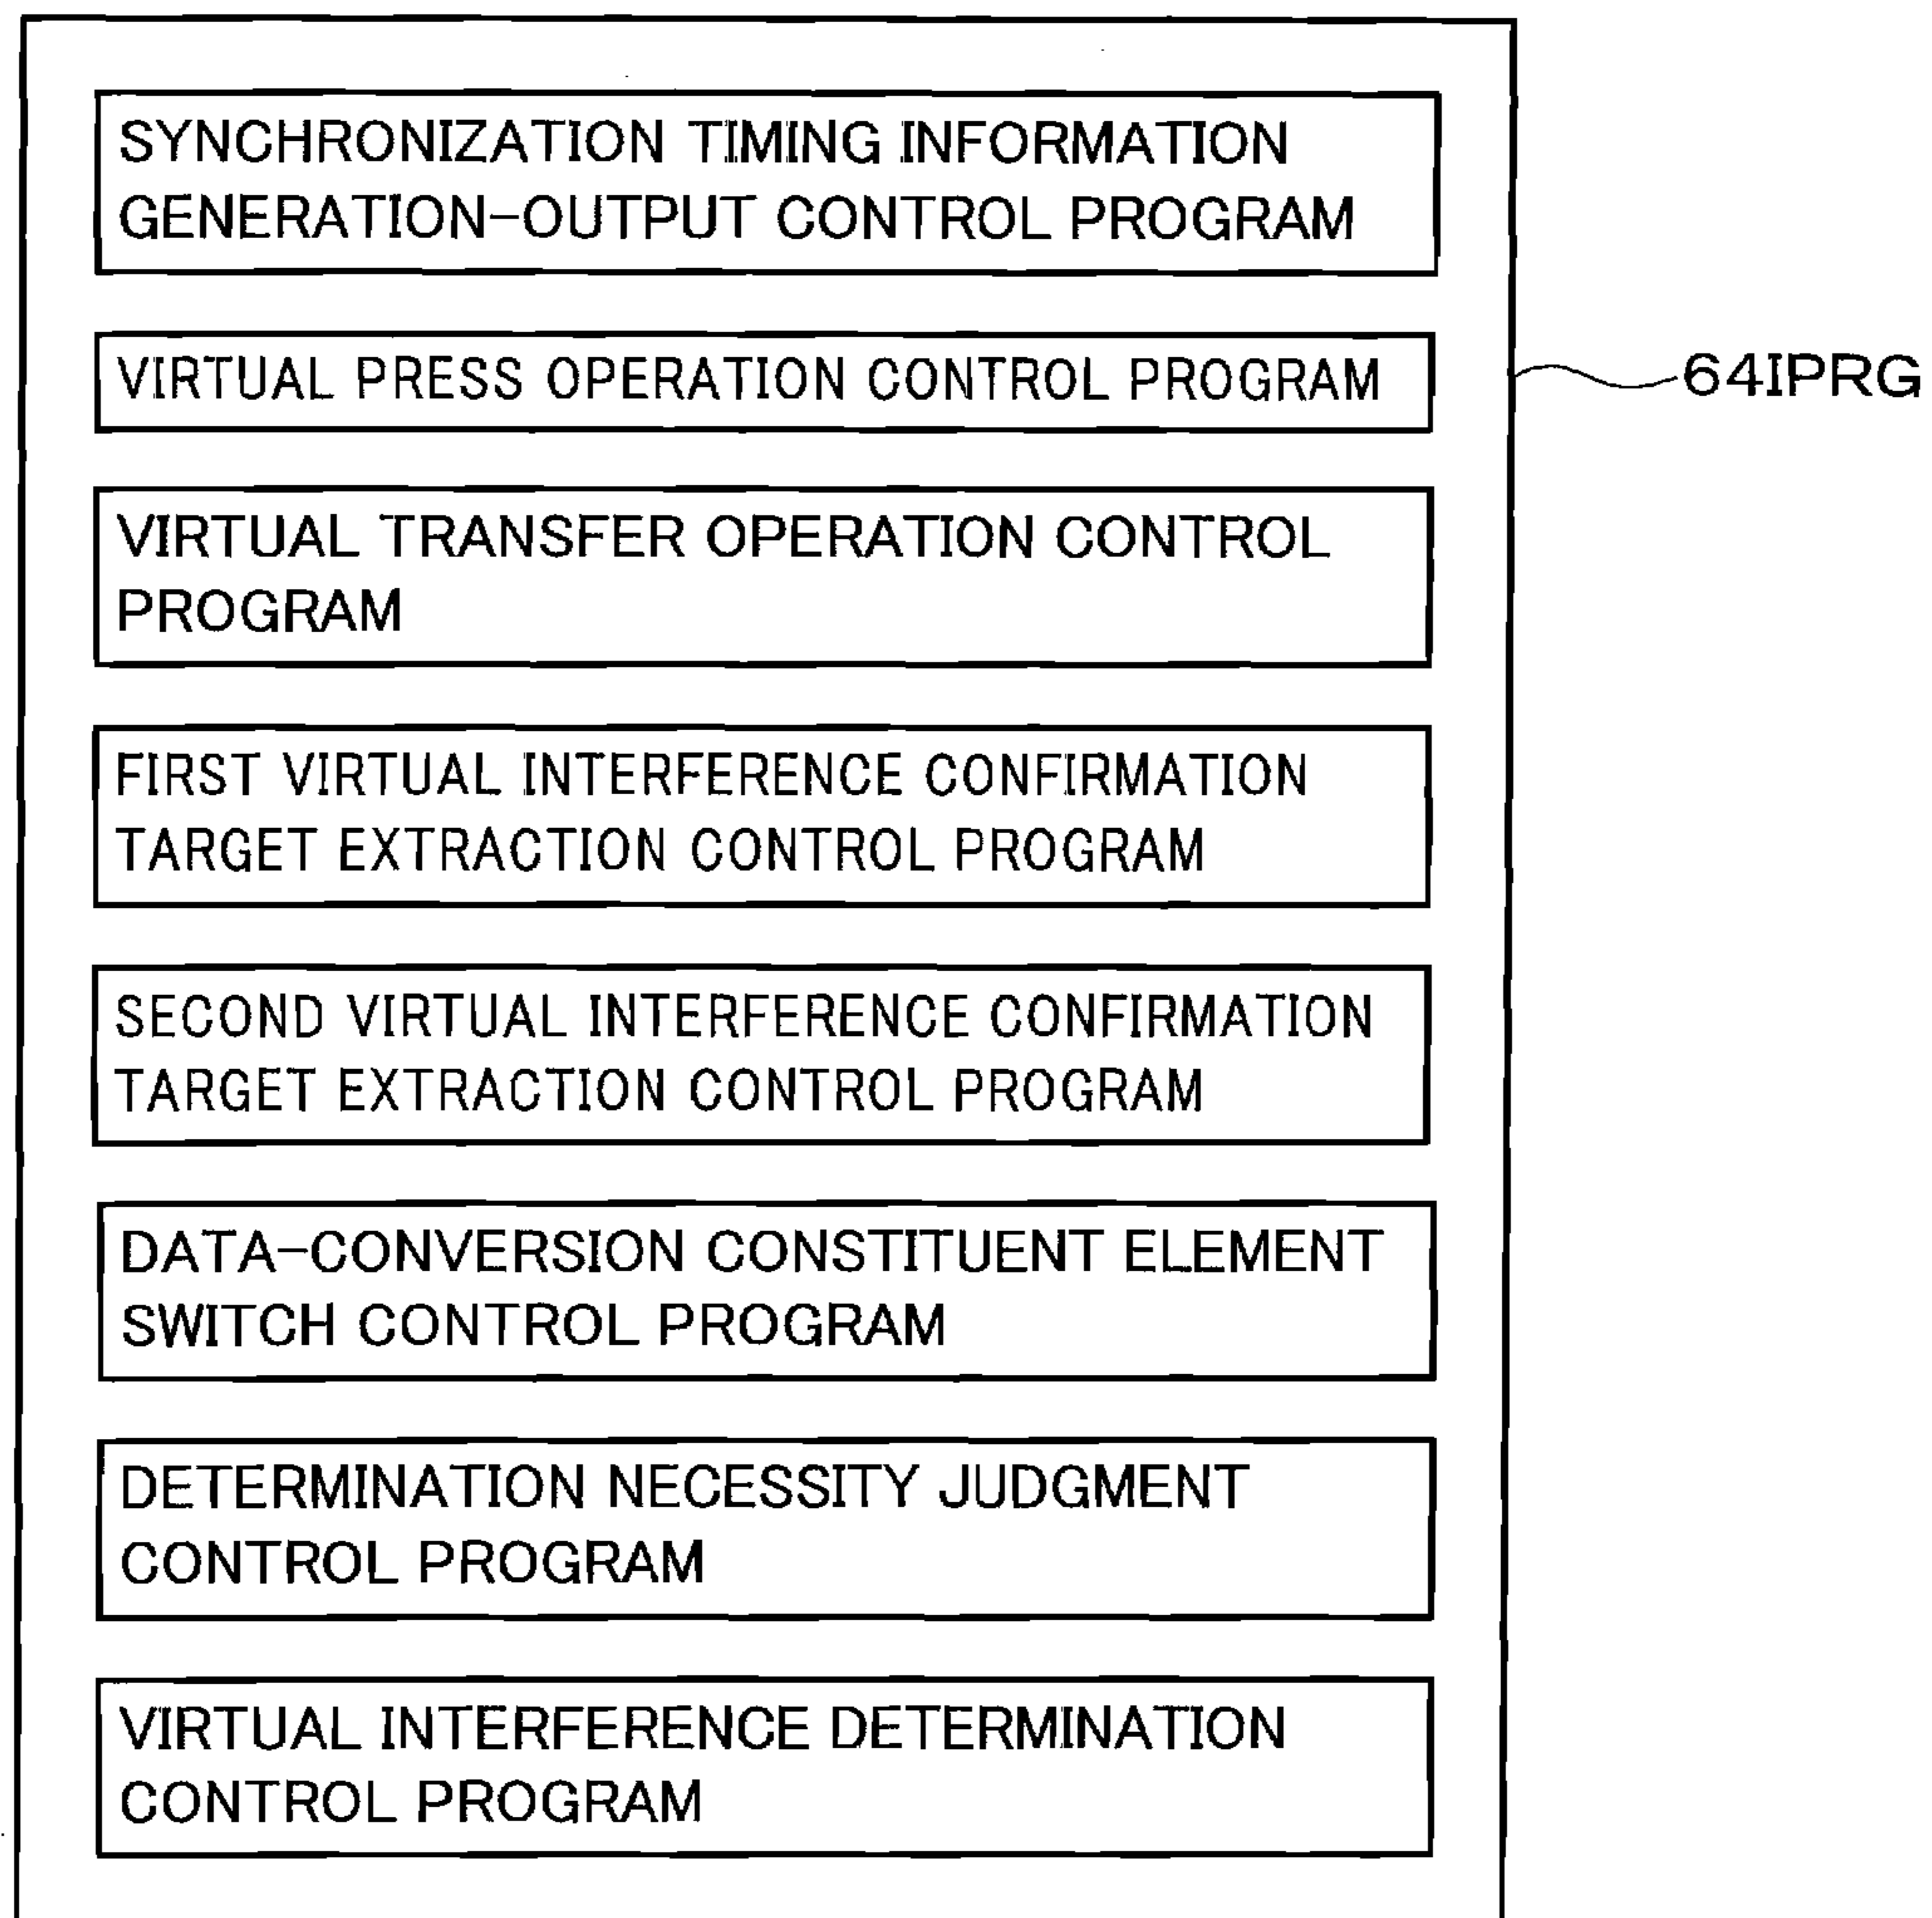 SYNCHRONIZATION TIMING INFORMATION
GENERATION-OUTPUT CONTROL PROGRAM
VIRTUAL PRESS OPERATION CONTROL PROGRAM
64IPRG
VIRTUAL TRANSFER OPERATION CONTROL
PROGRAM
FIRST VIRTUAL INTERFERENCE CONFIRMATION
TARGET EXTRACTION CONTROL PROGRAM
SECOND VIRTUAL INTERFERENCE CONFIRMATION
TARGET EXTRACTION CONTROL PROGRAM
DATA-CONVERSION CONSTITUENT ELEMENT
SWITCH CONTROL PROGRAM
DETERMINATION NECESSITY JUDGMENT
CONTROL PROGRAM
VIRTUAL INTERFERENCE DETERMINATION
CONTROL PROGRAM